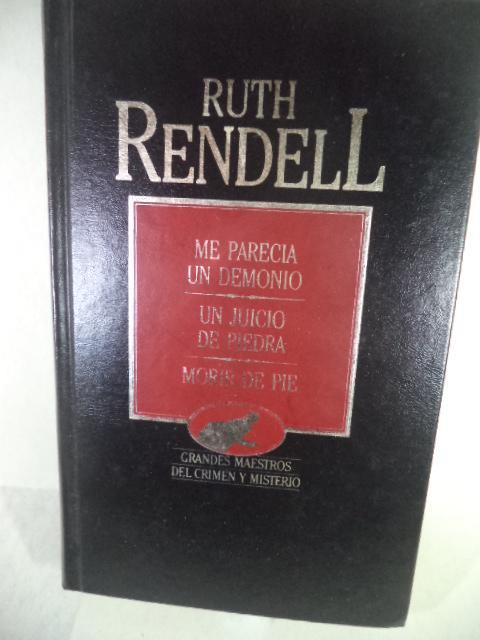 RUTH
RENDELL
ME PARECIA
UN DEMONIO
UN JUICIO
DE PIEDRA
MORIR DE PIE
GRANDES MAESTROS
DEL CRIMEN Y MISTERIO